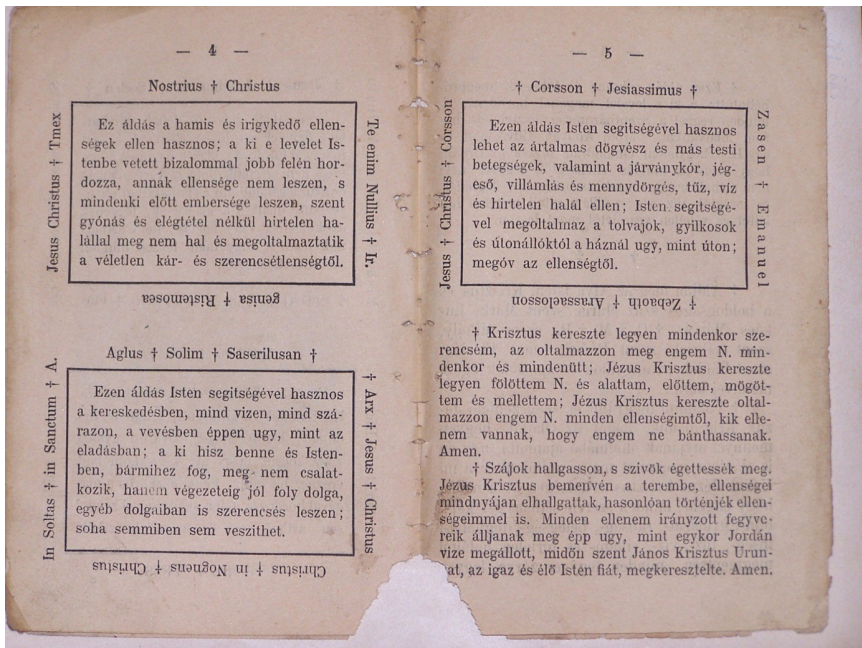 — 4 —
Nostrius † Christus
Jesus Christus † Tmex
Ez áldás a hamis és irigykedő ellen-
ségek ellen hasznos; a ki e levelet Is-
tenbe vetett bizalommal jobb felén hor-
dozza, annak ellensége nem leszen, s
mindenki előtt embersége leszen, szent
gyónás és elégtétel nélkül hirtelen ha-
lállal meg nem hal és megoltalmaztatik
a véletlen kár- és szerencsétlenségtől.
Te enim Nullius † Ir.
genisa † Ristemosea
Aglus † Solim † Saserilusan †
In Soltas † in Sanctum † A.
Ezen áldás Isten segitségével hasznos
a kereskedésben, mind vizen, mind szá-
razon, a vevésben éppen ugy, mint az
eladásban; a ki hisz benne és Isten-
ben, bármihez fog, meg nem csalat-
kozik, hanem végezeteig jól foly dolga,
egyéb dolgaiban is szerencsés leszen;
soha semmiben sem veszithet.
† Arx † Jesus † Christus
Christus † in Nognens † Christus
— 5 —
† Corsson † Jesiassimus †
Jesus † Christus † Corsson
Ezen áldás Isten segitségével hasznos
lehet az ártalmas dögvész és más testi
betegségek, valamint a járványkór, jég-
eső, villámlás és mennydörgés, tűz, víz
és hirtelen halál ellen; Isten segitségé-
vel megoltalmaz a tolvajok, gyilkosok
és útonállóktól a háznál ugy, mint úton;
megóv az ellenségtől.
Zasen † Emanuel
† Zebaoth † Arassaelosson
† Krisztus kereszte legyen mindenkor sze-
rencsém, az oltalmazzon meg engem N. min-
denkor és mindenütt; Jézus Krisztus kereszte
legyen fölöttem N. és alattam, előttem, mögöt-
tem és mellettem; Jézus Krisztus kereszte oltal-
mazzon engem N. minden ellenségimtől, kik elle-
nem vannak, hogy engem ne bánthassanak.
Amen.
† Szájok hallgasson, s szivök égettessék meg.
Jézus Krisztus bemenvén a terembe, ellenségei
mindnyájan elhallgattak, hasonlóan történjék ellen-
ségeimmel is. Minden ellenem irányzott fegyve-
reik álljanak meg épp ugy, mint egykor Jordán
vize megállott, midőn szent János Krisztus Urun-
kat, az igaz és élő Isten fiát, megkeresztelte. Amen.